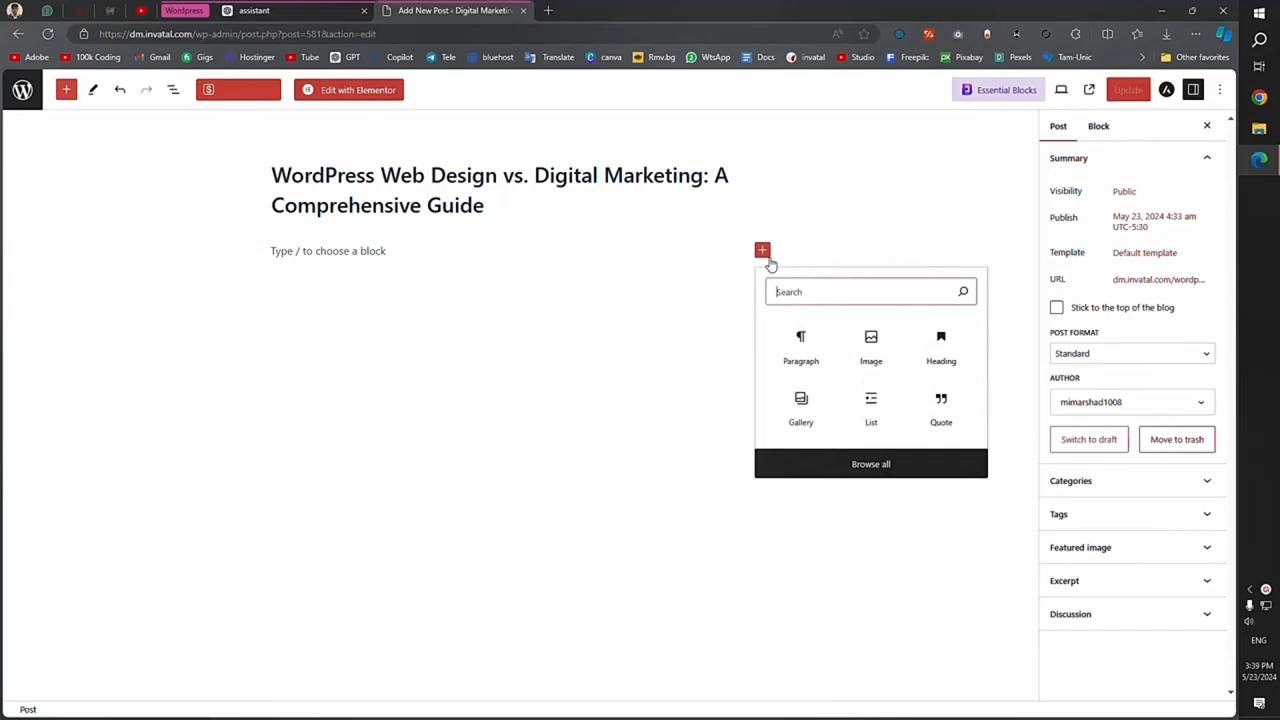 Wordpress
assistant
Add New Post ‹ Digital Marketin
https://dm.invatal.com/wp-admin/post.php?post=581&action=edit
Adobe
100k Coding
Gmail
Gigs
Hostinger
Tube
GPT
Copilot
Tele
bluehost
Translate
canva
Rmv.bg
WtsApp
Docs
invatal
Studio
Freepik
Pixabay
Pexels
Tam-Unic
Other favorites
Edit with Elementor
Essential Blocks
Update
Post
Block
WordPress Web Design vs. Digital Marketing: A
Comprehensive Guide
Type / to choose a block
Search
Paragraph
Image
Heading
Gallery
List
Quote
Browse all
Summary
Visibility
Public
Publish
May 23, 2024 4:33 am
UTC-5:30
Template
Default template
URL
dm.invatal.com/wordp...
Stick to the top of the blog
POST FORMAT
Standard
AUTHOR
mimarshad1008
Switch to draft
Move to trash
Categories
Tags
Featured image
Excerpt
Discussion
Post
ENG
3:39 PM
5/23/2024